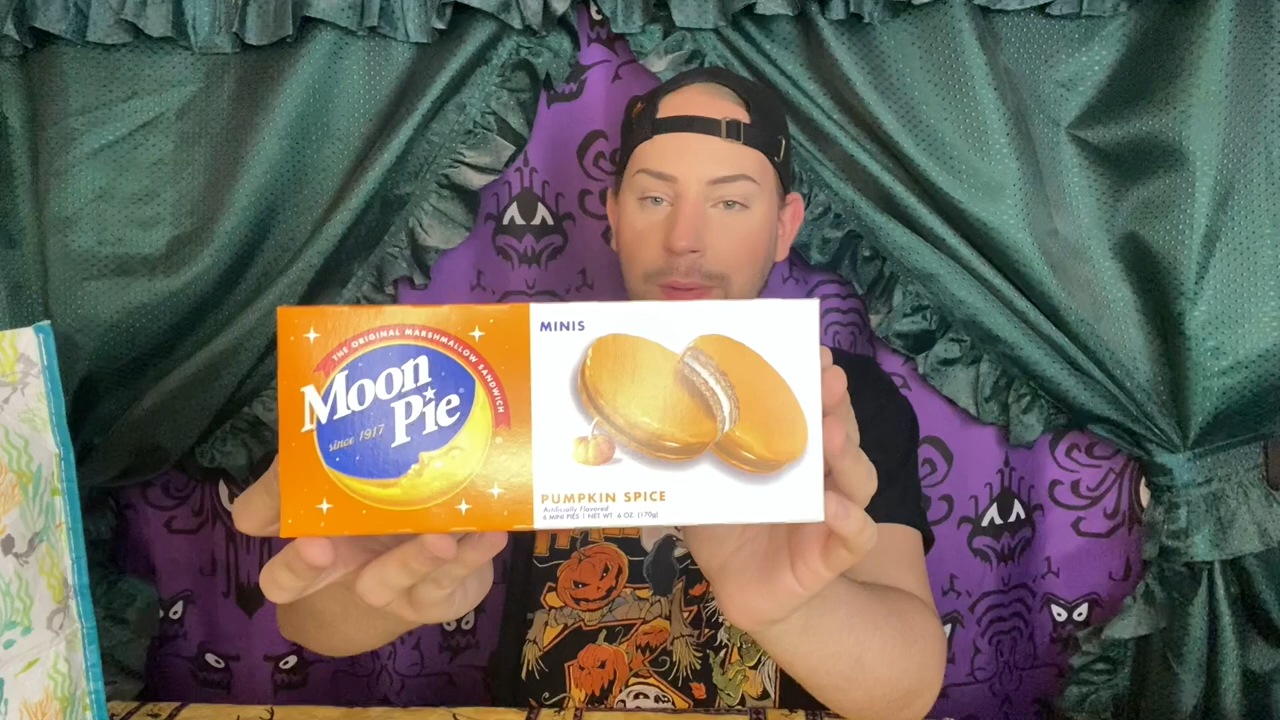 THE ORIGINAL MARSHMALLOW SANDWICH
Moon
Pie
since 1917
MINIS
PUMPKIN SPICE
Artificially Flavored
6 MINI PIES | NET WT. 6 OZ. (170g)